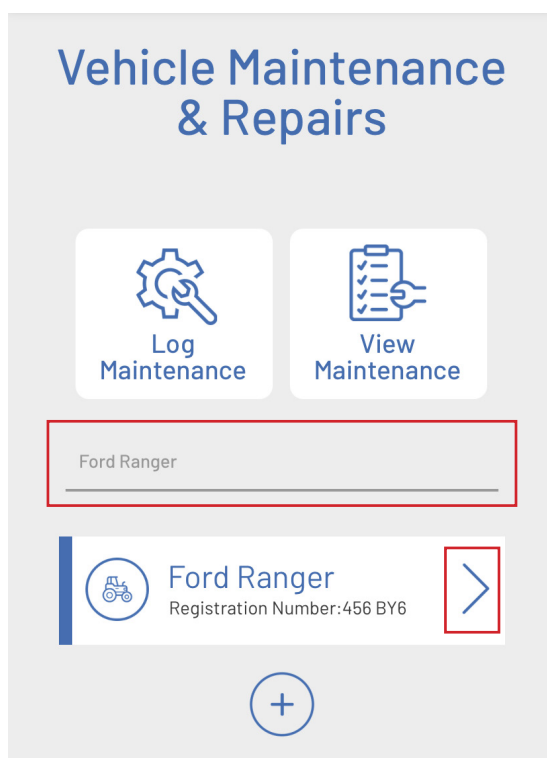 Vehicle Maintenance
& Repairs
Log
Maintenance
View
Maintenance
Ford Ranger
Ford Ranger
Registration Number:456 BY6